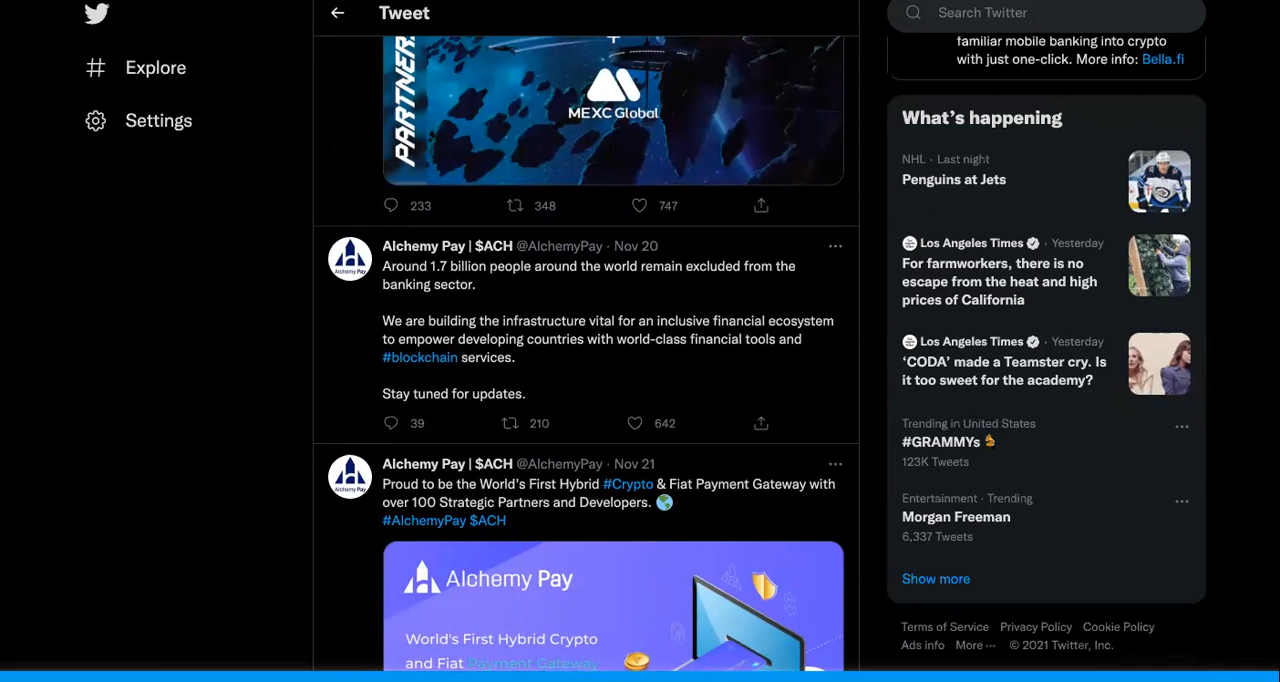 Explore
Settings
Tweet
PARTNER
MEXC Global
233 348 747
Alchemy Pay | $ACH @AlchemyPay · Nov 20
Around 1.7 billion people around the world remain excluded from the
banking sector.
We are building the infrastructure vital for an inclusive financial ecosystem
to empower developing countries with world-class financial tools and
#blockchain services.
Stay tuned for updates.
39 210 642
Alchemy Pay
Alchemy Pay | $ACH @AlchemyPay · Nov 21
Proud to be the World's First Hybrid #Crypto & Fiat Payment Gateway with
over 100 Strategic Partners and Developers.
#AlchemyPay $ACH
Alchemy Pay
Alchemy Pay
World's First Hybrid Crypto
and Fiat Payment Gateway
Search Twitter
familiar mobile banking into crypto
with just one-click. More info: Bella.fi
What's happening
NHL · Last night
Penguins at Jets
Los Angeles Times · Yesterday
For farmworkers, there is no
escape from the heat and high
prices of California
Los Angeles Times · Yesterday
‘CODA’ made a Teamster cry. Is
it too sweet for the academy?
Trending in United States
#GRAMMYs
123K Tweets
Entertainment · Trending
Morgan Freeman
6,337 Tweets
Show more
Terms of Service Privacy Policy Cookie Policy
Ads info More ··· © 2021 Twitter, Inc.